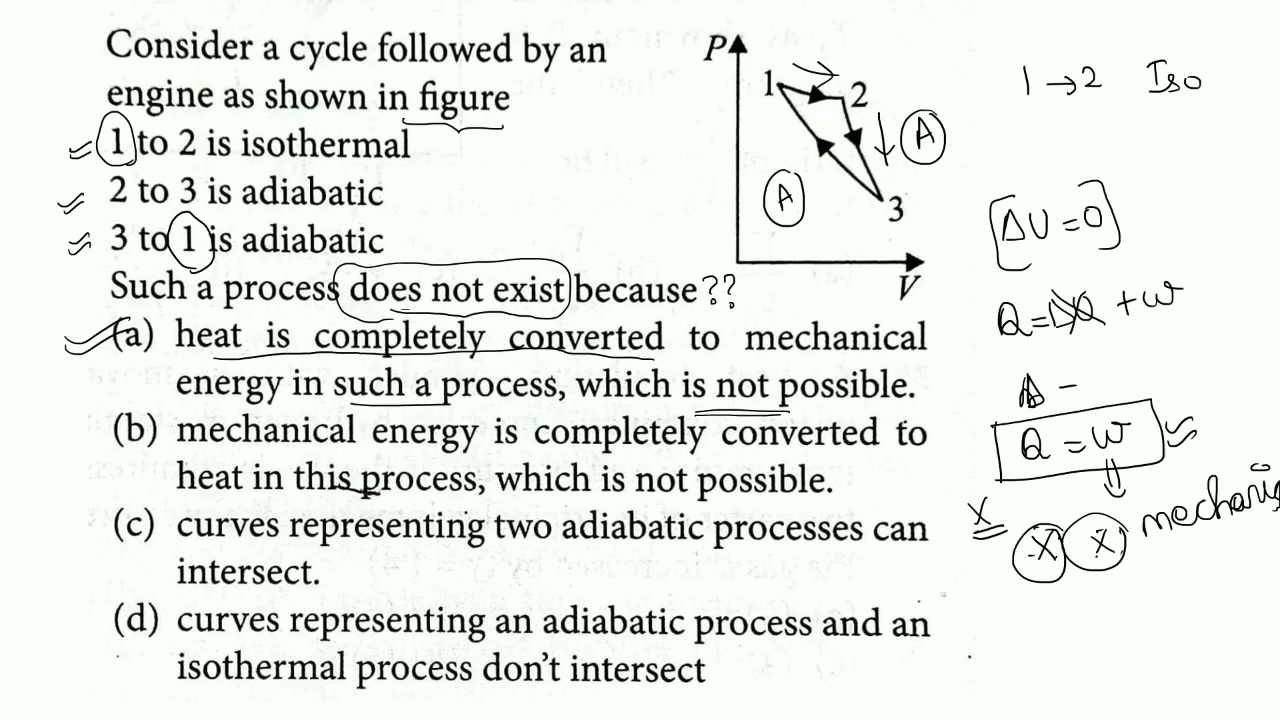 Consider a cycle followed by an
engine as shown in figure
1 to 2 is isothermal
2 to 3 is adiabatic
3 to 1 is adiabatic
Such a process does not exist because??
(a) heat is completely converted to mechanical
energy in such a process, which is not possible.
(b) mechanical energy is completely converted to
heat in this process, which is not possible.
(c) curves representing two adiabatic processes can
intersect.
(d) curves representing an adiabatic process and an
isothermal process don't intersect
P
1
2
A
A
3
V
1 → 2 Iso
[ΔU = 0]
+ W
Q = W
X
X X